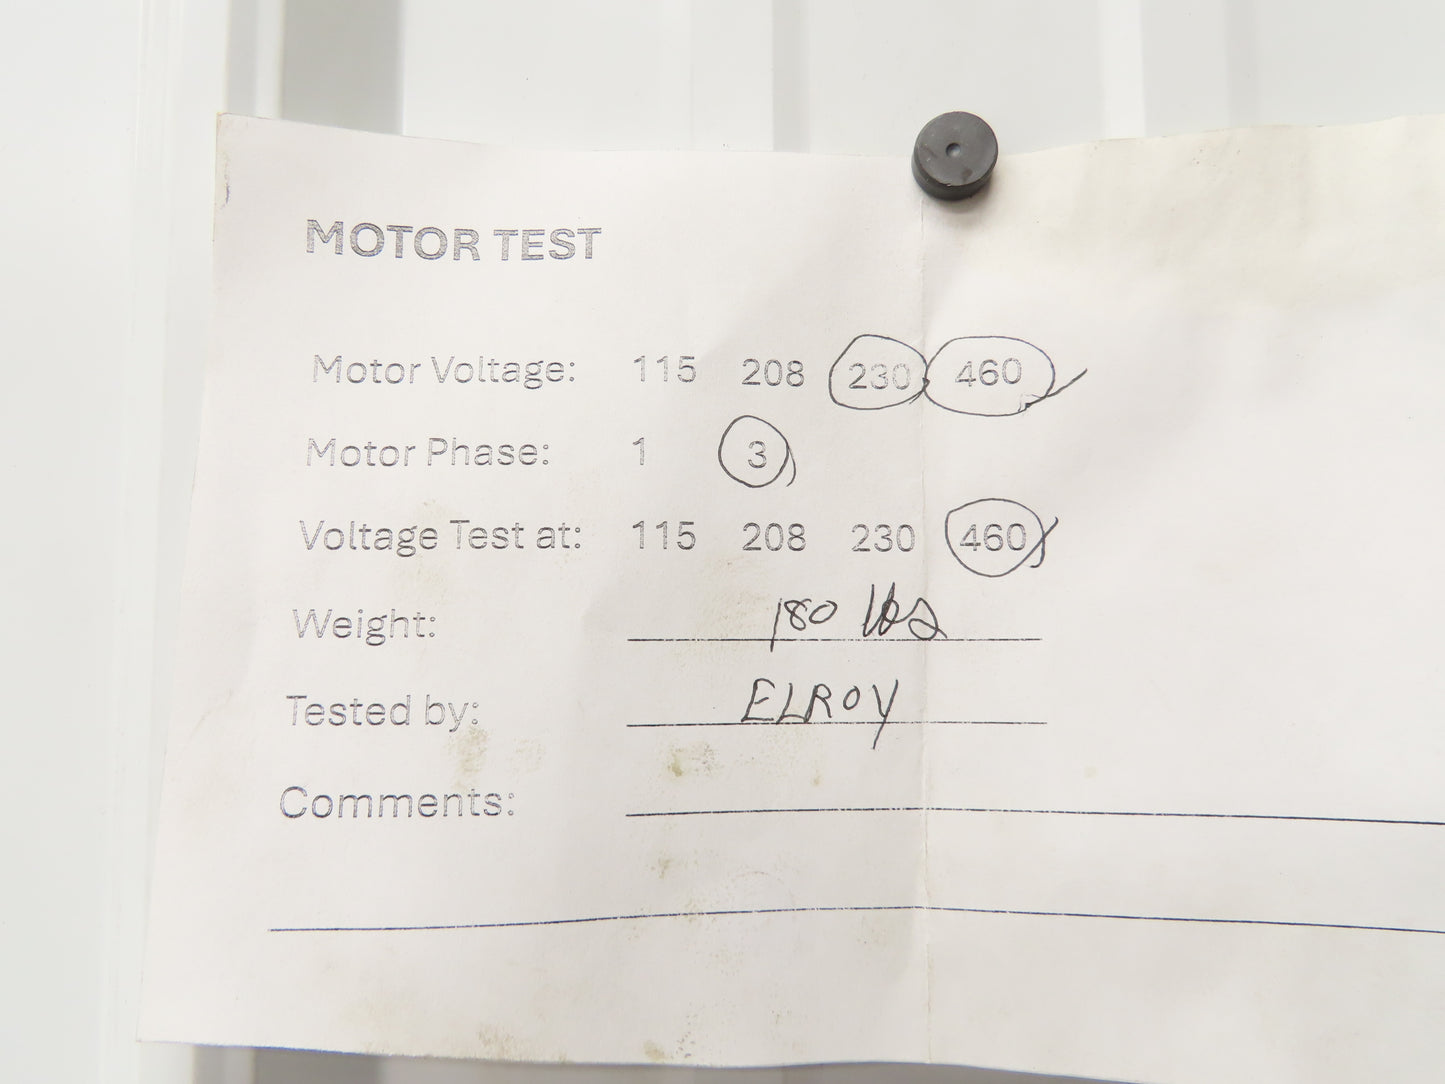 MOTOR TEST
Motor Voltage: 115 208 230 460
Motor Phase: 1 3
Voltage Test at: 115 208 230 460
Weight: 180 lbs
Tested by: ELROY
Comments: